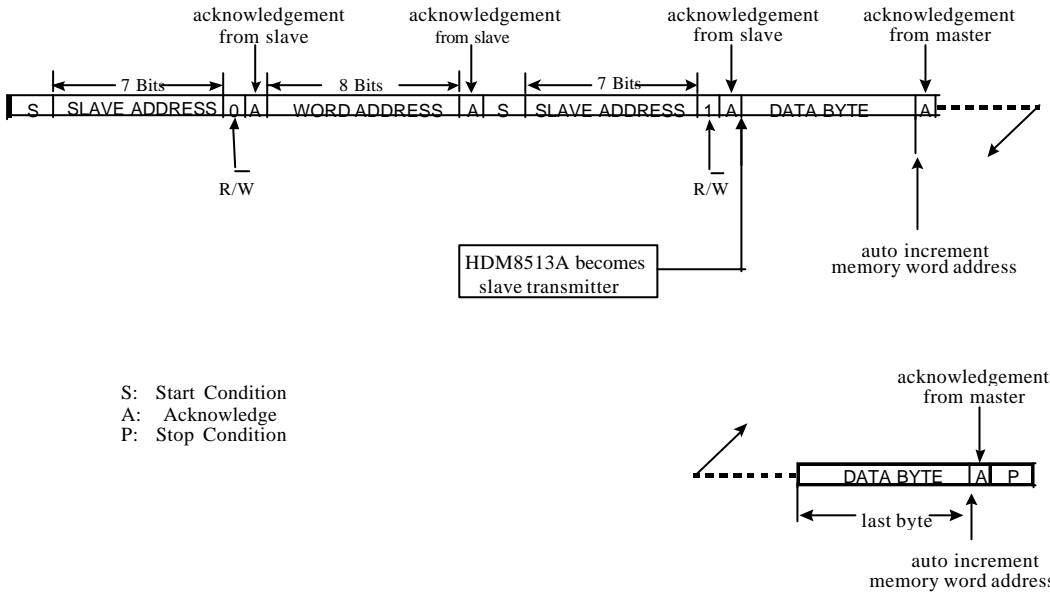 acknowledgement
from slave
acknowledgement
from slave
acknowledgement
from slave
acknowledgement
from master
7 Bits
8 Bits
7 Bits
S SLAVE ADDRESS 0 A WORD ADDRESS A S SLAVE ADDRESS 1 A DATA BYTE A
R/W̅
R/W̅
HDM8513A becomes
slave transmitter
auto increment
memory word address
S: Start Condition
A: Acknowledge
P: Stop Condition
acknowledgement
from master
DATA BYTE A P
last byte
auto increment
memory word address